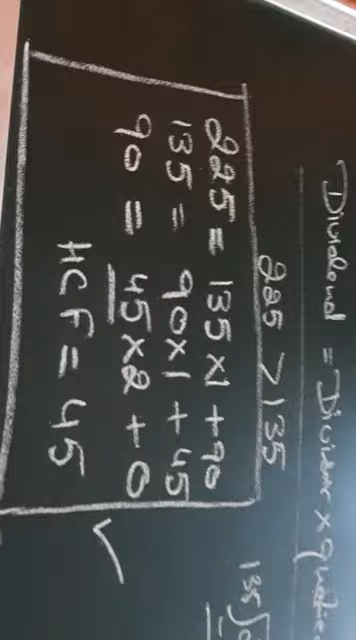 Dividend = Divisor × Quotie
225 > 135
225 = 135 × 1 + 90
135 = 90 × 1 + 45
90 = 45 × 2 + 0
HCF = 45
135